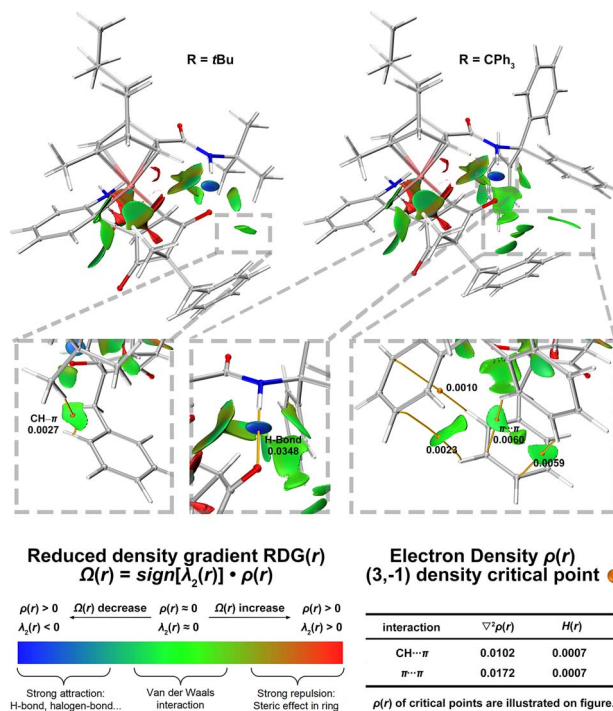 R = tBu
R = CPh3
CH···π
0.0027
H-Bond
0.0348
0.0010
0.0023
π···π
0.0060
0.0059
Reduced density gradient RDG(r)
Ω(r) = sign[λ2(r)] • ρ(r)
ρ(r) > 0 Ω(r) decrease ρ(r) ≈ 0 Ω(r) increase ρ(r) > 0
λ2(r) < 0 λ2(r) ≈ 0 λ2(r) > 0
Strong attraction:
H-bond, halogen-bond...
Van der Waals
interaction
Strong repulsion:
Steric effect in ring
Electron Density ρ(r)
(3,-1) density critical point
interaction ∇²ρ(r) H(r)
CH···π 0.0102 0.0007
π···π 0.0172 0.0007
ρ(r) of critical points are illustrated on figure